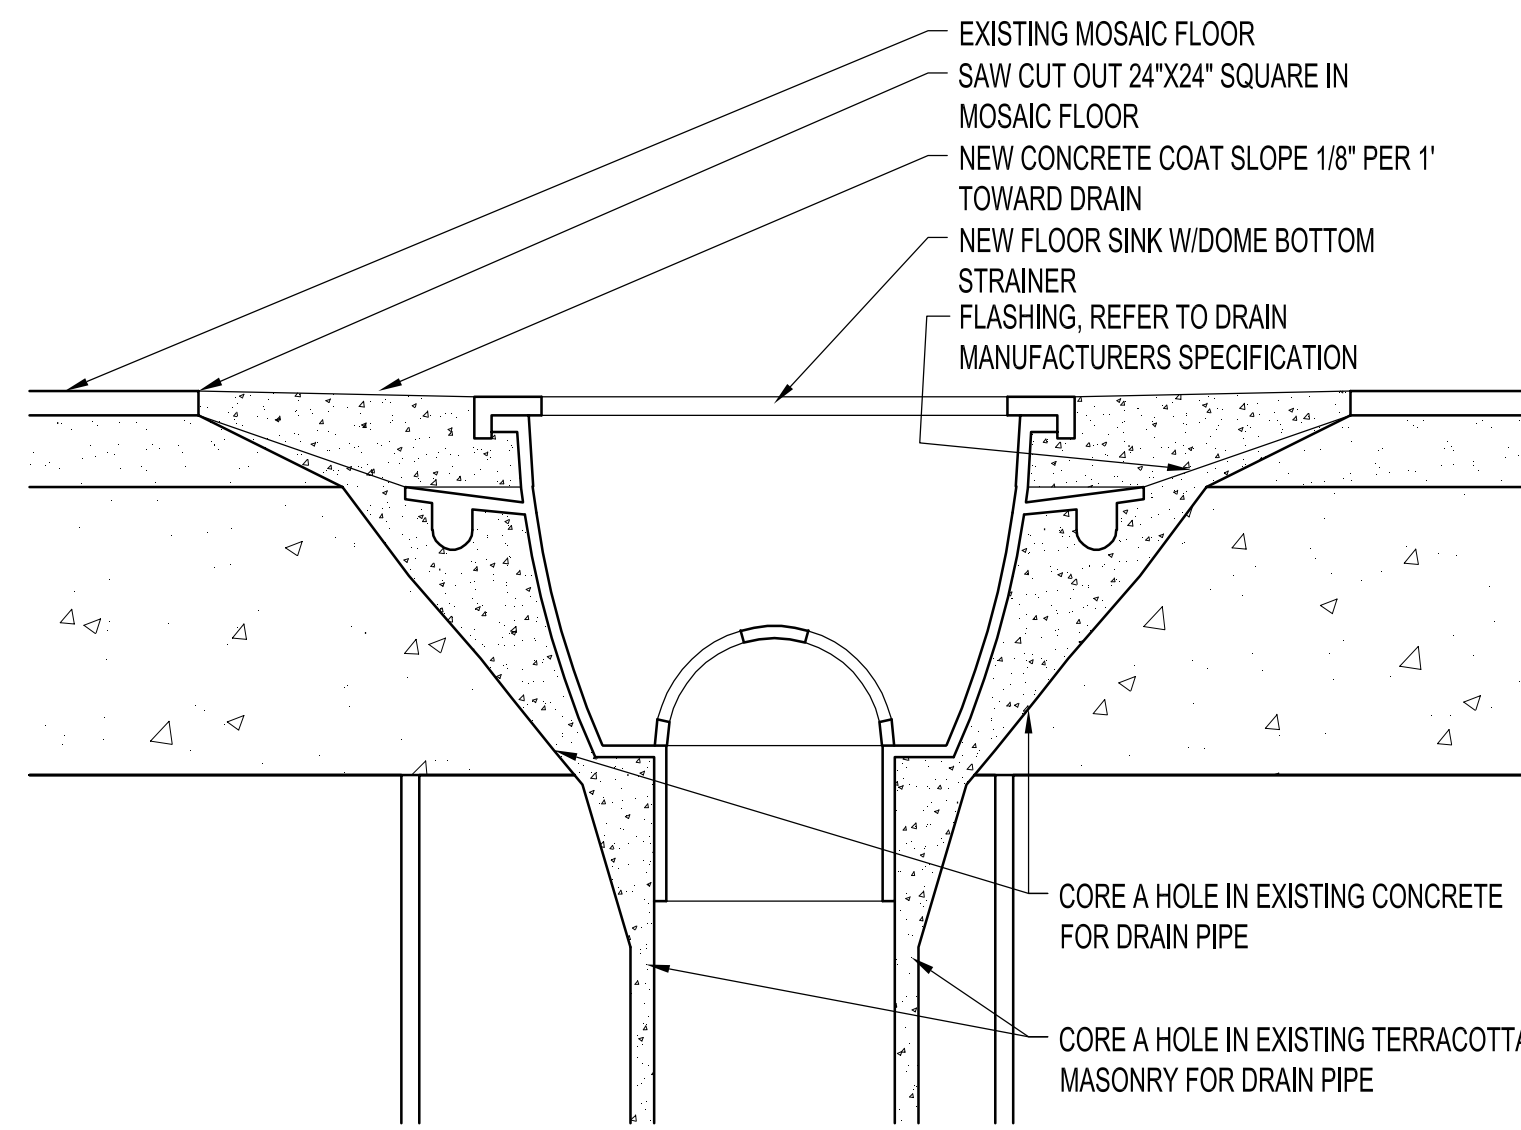 EXISTING MOSAIC FLOOR
SAW CUT OUT 24"X24" SQUARE IN
MOSAIC FLOOR
NEW CONCRETE COAT SLOPE 1/8" PER 1'
TOWARD DRAIN
NEW FLOOR SINK W/DOME BOTTOM
STRAINER
FLASHING, REFER TO DRAIN
MANUFACTURERS SPECIFICATION
CORE A HOLE IN EXISTING CONCRETE
FOR DRAIN PIPE
CORE A HOLE IN EXISTING TERRACOTTA
MASONRY FOR DRAIN PIPE